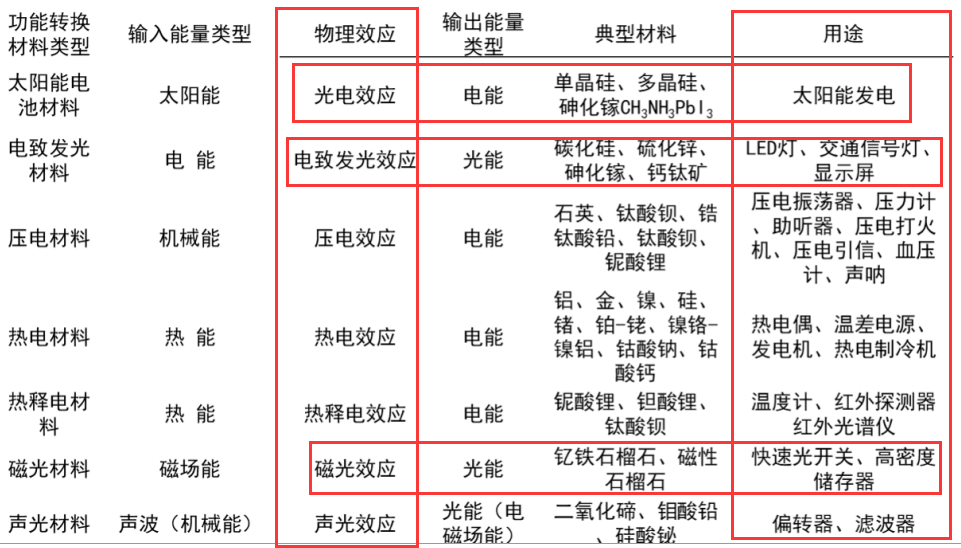 功能转换材料类型 输入能量类型 物理效应 输出能量类型 典型材料 用途
太阳能电池材料 太阳能 光电效应 电能 单晶硅、多晶硅、砷化镓CH₃NH₃PbI₃ 太阳能发电
电致发光材料 电 能 电致发光效应 光能 碳化硅、硫化锌、砷化镓、钙钛矿 LED灯、交通信号灯、显示屏
压电材料 机械能 压电效应 电能 石英、钛酸钡、锆钛酸铅、钛酸钡、铌酸锂 压电振荡器、压力计、助听器、压电打火机、压电引信、血压计、声呐
热电材料 热 能 热电效应 电能 铝、金、镍、硅、锗、铂-铑、镍铬-镍铝、钴酸钠、钴酸钙 热电偶、温差电源、发电机、热电制冷机
热释电材料 热 能 热释电效应 电能 铌酸锂、钽酸锂、钛酸钡 温度计、红外探测器红外光谱仪
磁光材料 磁场能 磁光效应 光能 钇铁石榴石、磁性石榴石 快速光开关、高密度储存器
声光材料 声波（机械能） 声光效应 光能（电磁场能） 二氧化碲、钼酸铅、硅酸铋 偏转器、滤波器